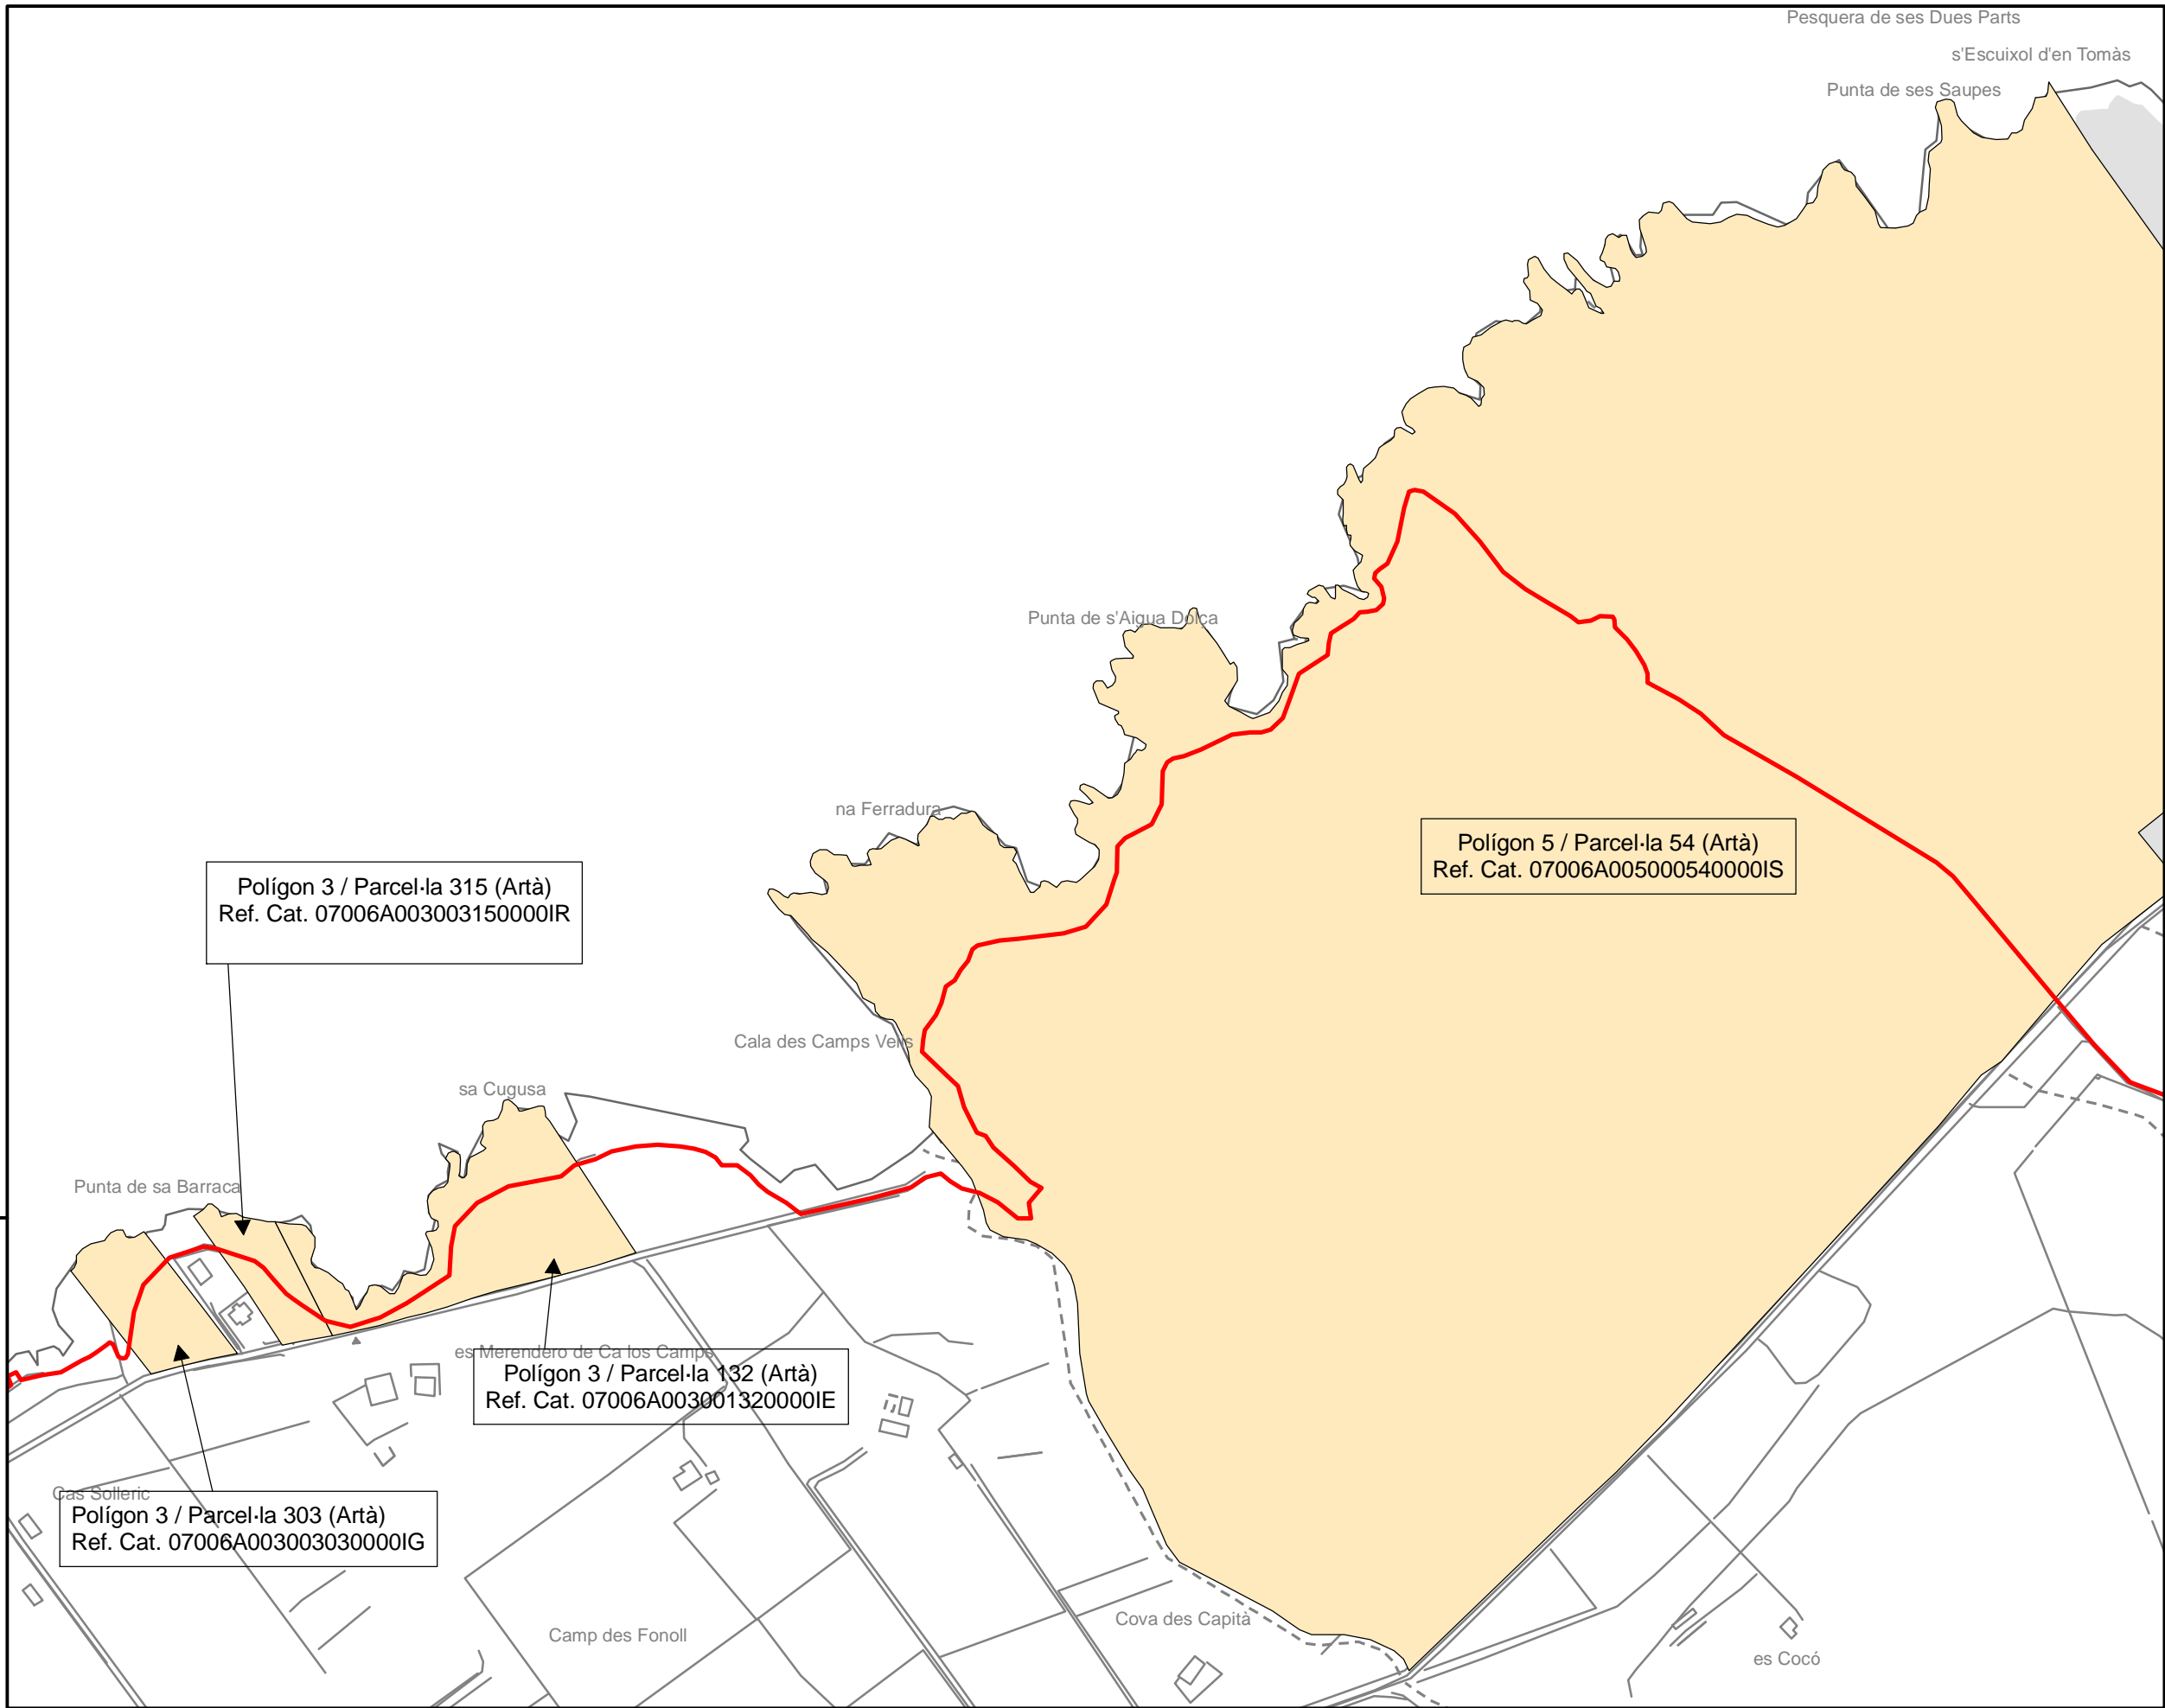 Pesquera de ses Dues Parts
s'Escuixol d'en Tomàs
Punta de ses Saupes
Punta de s'Aigua Dolça
na Ferradura
Polígon 5 / Parcel·la 54 (Artà)
Ref. Cat. 07006A005000540000IS
Polígon 3 / Parcel·la 315 (Artà)
Ref. Cat. 07006A003003150000IR
Cala des Camps Vells
sa Cugusa
Punta de sa Barraca
es Merendero de Ca los Camps
Polígon 3 / Parcel·la 132 (Artà)
Ref. Cat. 07006A003001320000IE
Cas Solleric
Polígon 3 / Parcel·la 303 (Artà)
Ref. Cat. 07006A003003030000IG
Camp des Fonoll
Cova des Capità
es Cocó